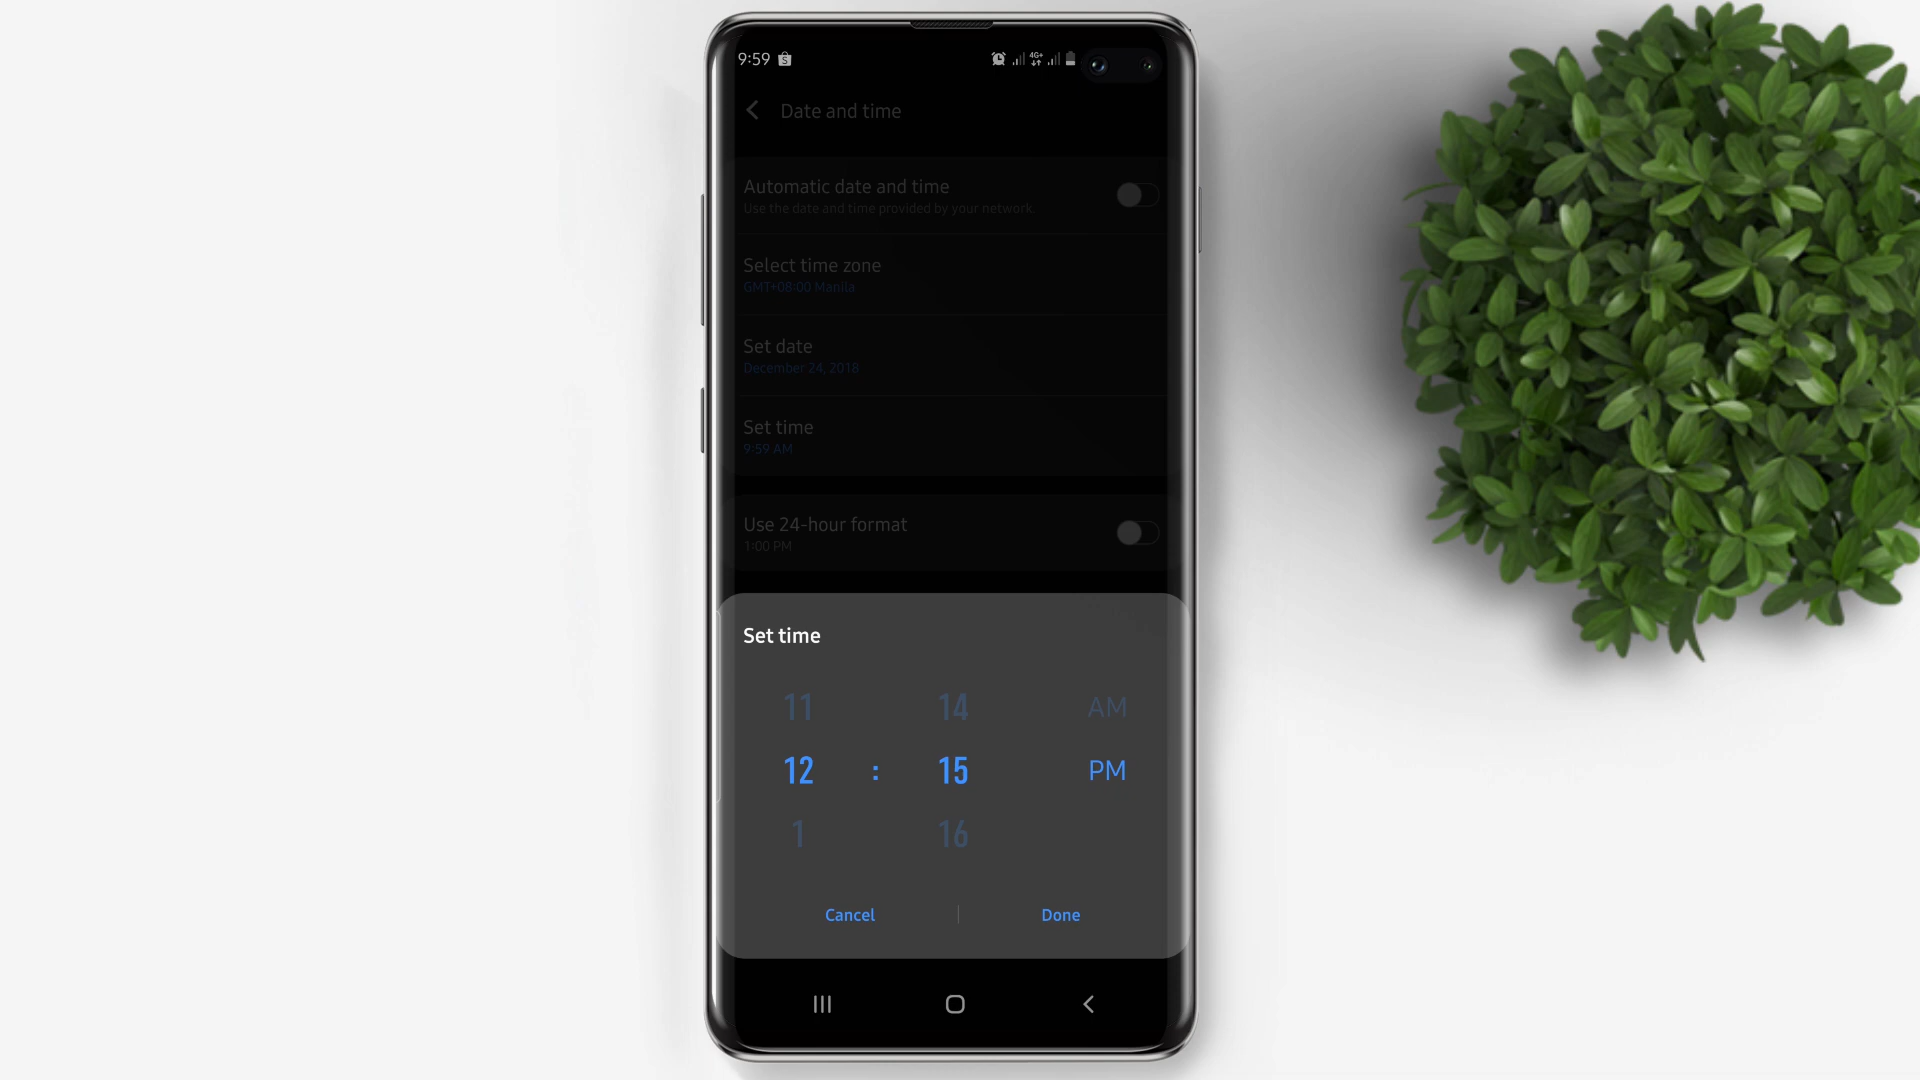 9:59
4G+
Date and time
Automatic date and time
Use the date and time provided by your network.
Select time zone
GMT+08:00 Manila
Set date
December 24, 2018
Set time
9:59 AM
Use 24-hour format
1:00 PM
Set time
11 14 AM
12 : 15 PM
1 16
Cancel Done